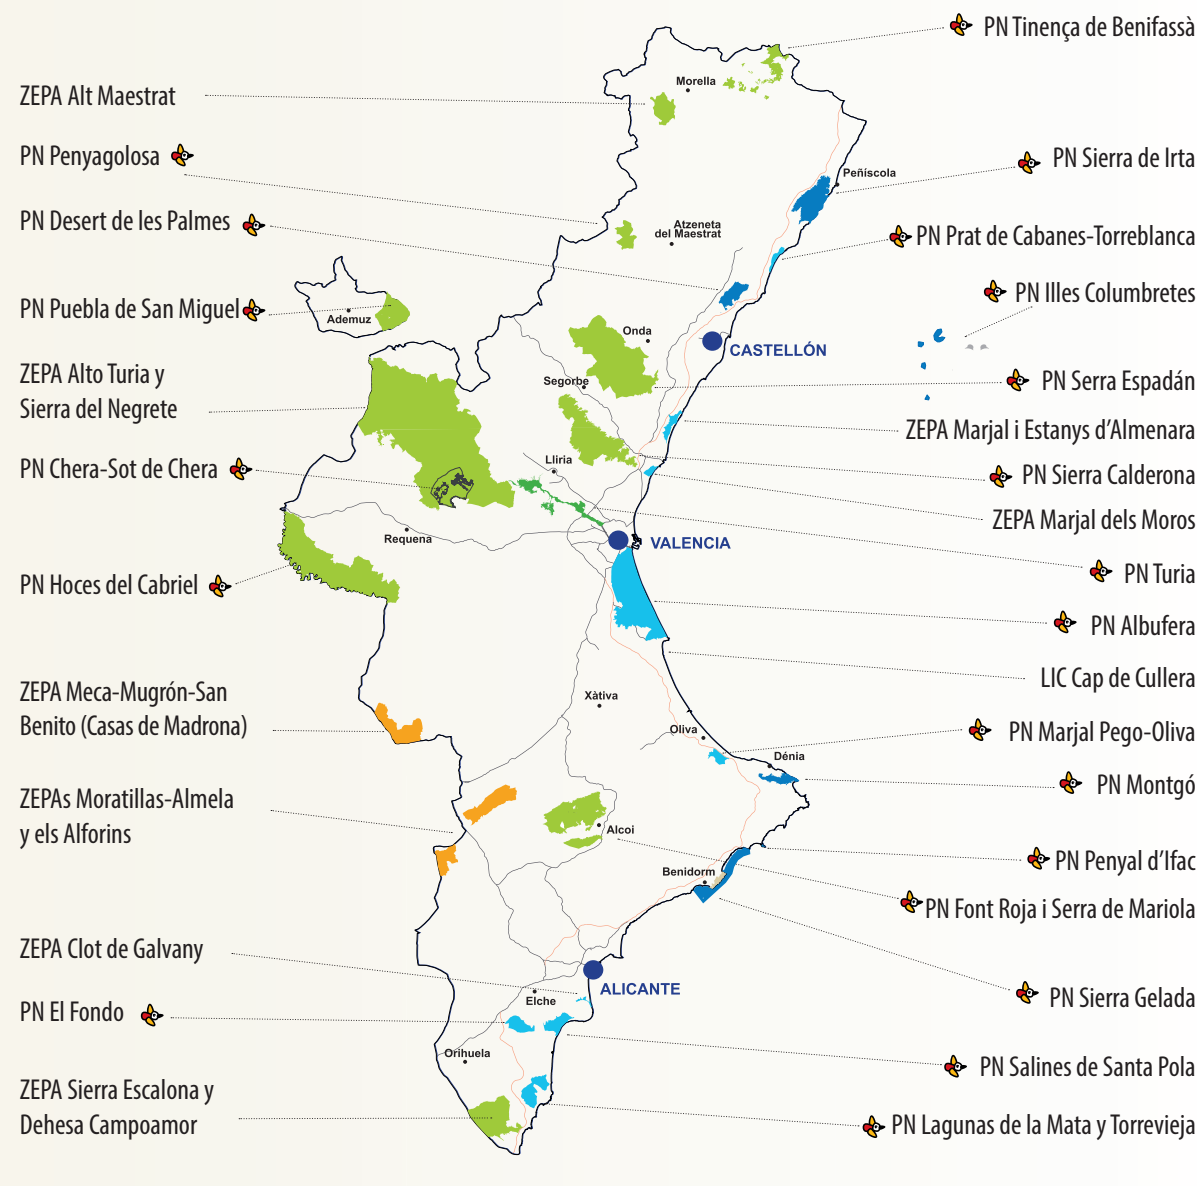 PN Tinença de Benifassà
Morella
ZEPA Alt Maestrat
PN Penyagolosa
PN Sierra de Irta
Peñíscola
PN Desert de les Palmes
Atzeneta
del Maestrat
PN Prat de Cabanes-Torreblanca
PN Illes Columbretes
PN Puebla de San Miguel
Ademuz
Onda
CASTELLÓN
ZEPA Alto Turia y
Sierra del Negrete
Segorbe
PN Serra Espadán
ZEPA Marjal i Estanys d'Almenara
PN Chera-Sot de Chera
Lliria
PN Sierra Calderona
ZEPA Marjal dels Moros
Requena
VALENCIA
PN Turia
PN Hoces del Cabriel
PN Albufera
LIC Cap de Cullera
ZEPA Meca-Mugrón-San
Benito (Casas de Madrona)
Xàtiva
Oliva
PN Marjal Pego-Oliva
Dénia
PN Montgó
ZEPAs Moratillas-Almela
y els Alforins
Alcoi
PN Penyal d'Ifac
Benidorm
PN Font Roja i Serra de Mariola
ZEPA Clot de Galvany
ALICANTE
PN Sierra Gelada
Elche
PN El Fondo
Orihuela
PN Salines de Santa Pola
ZEPA Sierra Escalona y
Dehesa Campoamor
PN Lagunas de la Mata y Torrevieja